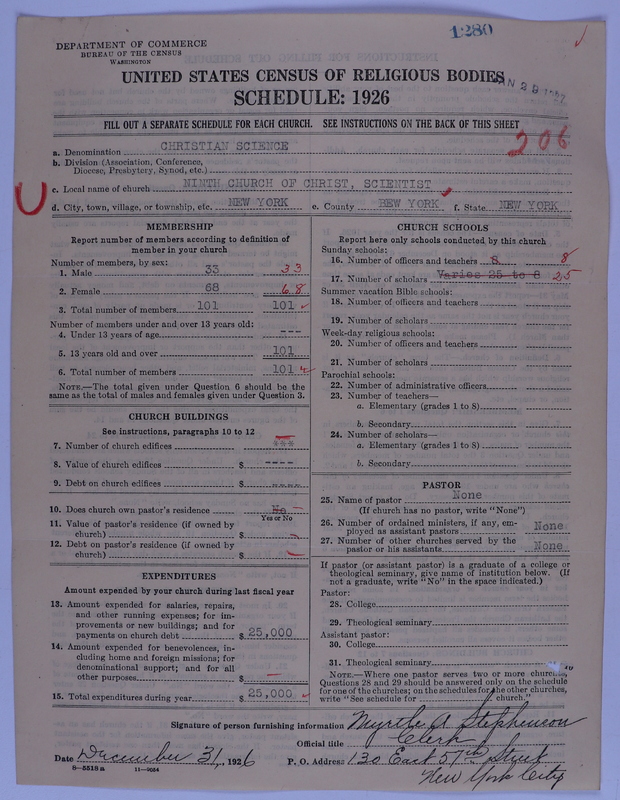 1280
DEPARTMENT OF COMMERCE
BUREAU OF THE CENSUS
WASHINGTON
UNITED STATES CENSUS OF RELIGIOUS BODIES
SCHEDULE: 1926
FILL OUT A SEPARATE SCHEDULE FOR EACH CHURCH. SEE INSTRUCTIONS ON THE BACK OF THIS SHEET
206
a. Denomination CHRISTIAN SCIENCE
b. Division (Association, Conference,
Diocese, Presbytery, Synod, etc.)
c. Local name of church NINTH CHURCH OF CHRIST, SCIENTIST
d. City, town, village, or township, etc. NEW YORK e. County NEW YORK f. State NEW YORK
MEMBERSHIP
Report number of members according to definition of
member in your church
Number of members, by sex:
1. Male 33 33
2. Female 68 68
3. Total number of members 101 101
Number of members under and over 13 years old:
4. Under 13 years of age ---
5. 13 years old and over 101
6. Total number of members 101
NOTE.—The total given under Question 6 should be the
same as the total of males and females given under Question 3.
CHURCH BUILDINGS
See instructions, paragraphs 10 to 12
7. Number of church edifices ***
8. Value of church edifices $ ----
9. Debt on church edifices $ ----
10. Does church own pastor's residence No
Yes or No
11. Value of pastor's residence (if owned by
church) $
12. Debt on pastor's residence (if owned by
church) $
EXPENDITURES
Amount expended by your church during last fiscal year
13. Amount expended for salaries, repairs,
and other running expenses; for im-
provements or new buildings; and for
payments on church debt $ 25,000
14. Amount expended for benevolences, in-
cluding home and foreign missions; for
denominational support; and for all
other purposes $
15. Total expenditures during year $ 25,000
CHURCH SCHOOLS
Report here only schools conducted by this church
Sunday schools:
16. Number of officers and teachers 8 8
17. Number of scholars Varies 25 to 8 25
Summer vacation Bible schools:
18. Number of officers and teachers
19. Number of scholars
Week-day religious schools:
20. Number of officers and teachers
21. Number of scholars
Parochial schools:
22. Number of administrative officers
23. Number of teachers—
a. Elementary (grades 1 to 8)
b. Secondary
24. Number of scholars—
a. Elementary (grades 1 to 8)
b. Secondary
PASTOR
25. Name of pastor None
(If church has no pastor, write "None")
26. Number of ordained ministers, if any, em-
ployed as assistant pastors None
27. Number of other churches served by the
pastor or his assistants None
If pastor (or assistant pastor) is a graduate of a college or
theological seminary, give name of institution below. (If
not a graduate, write "No" in the space indicated.)
Pastor:
28. College
29. Theological seminary
Assistant pastor:
30. College
31. Theological seminary
NOTE.—Where one pastor serves two or more churches,
Questions 28 and 29 should be answered only on the schedule
for one of the churches; on the schedules for the other churches,
write "See schedule for church."
Signature of person furnishing information Myrtle A Stephenson
Official title Clerk
Date December 31, 1926 P. O. Address 130 East 57th Street
New York City
8—5518 a 11—9024